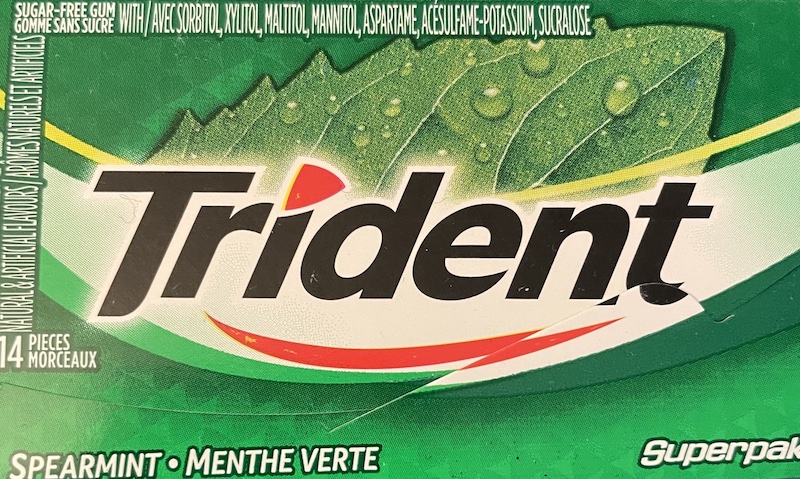 SUGAR-FREE GUM
GOMME SANS SUCRE
WITH / AVEC SORBITOL, XYLITOL, MALTITOL, MANNITOL, ASPARTAME, ACÉSULFAME-POTASSIUM, SUCRALOSE
NATURAL & ARTIFICIAL FLAVOURS / ARÔMES NATURELS ET ARTIFICIELS
Trident
14 PIECES
MORCEAUX
SPEARMINT • MENTHE VERTE
Superpak